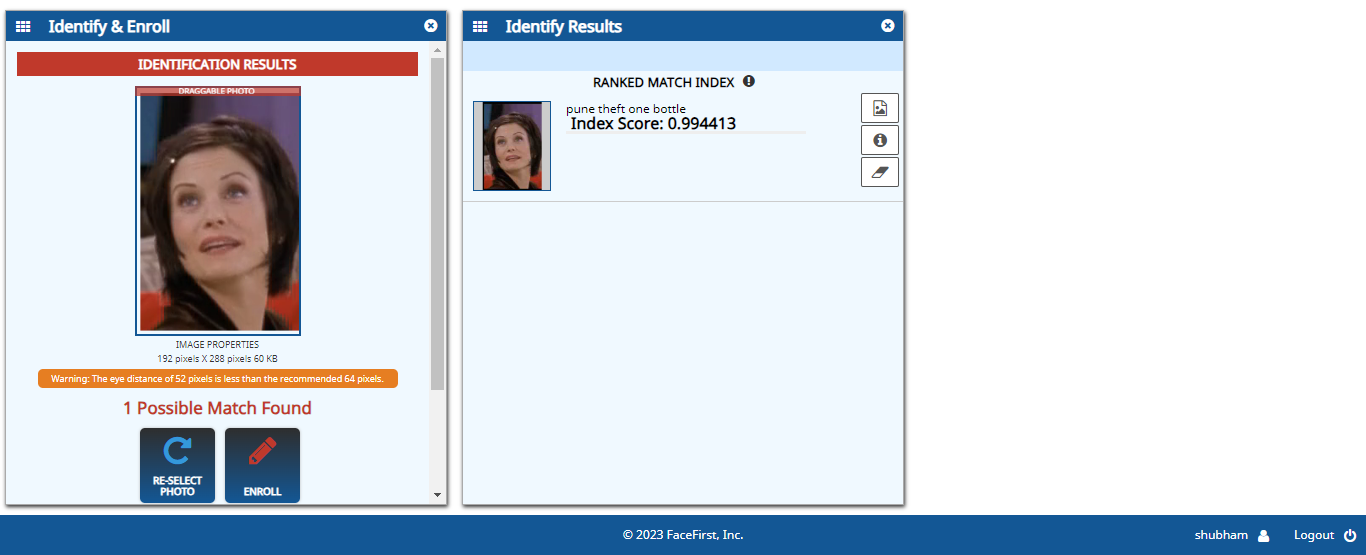 Identify & Enroll
IDENTIFICATION RESULTS
DRAGGABLE PHOTO
IMAGE PROPERTIES
192 pixels X 288 pixels 60 KB
Warning: The eye distance of 52 pixels is less than the recommended 64 pixels.
1 Possible Match Found
RE-SELECT
PHOTO
ENROLL
Identify Results
RANKED MATCH INDEX
pune theft one bottle
Index Score: 0.994413
© 2023 FaceFirst, Inc.
shubham
Logout